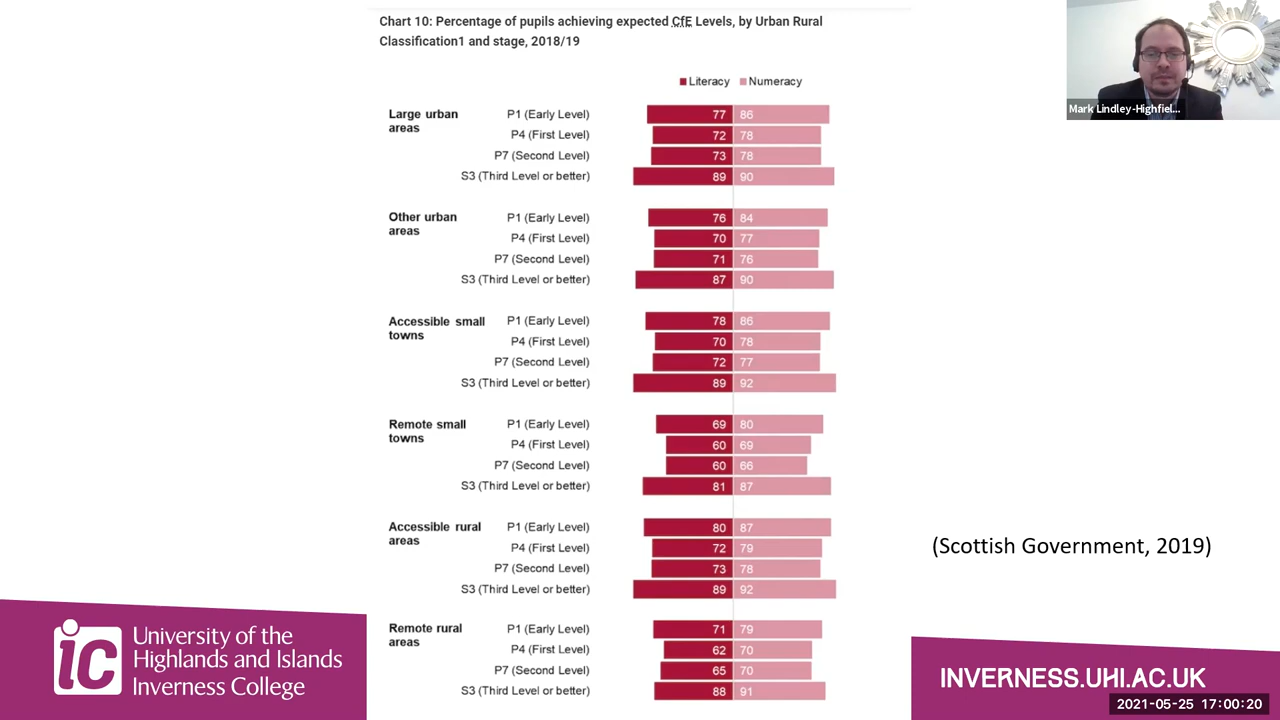 Chart 10: Percentage of pupils achieving expected CfE Levels, by Urban Rural
Classification1 and stage, 2018/19
Literacy Numeracy
Large urban areas
P1 (Early Level) 77 86
P4 (First Level) 72 78
P7 (Second Level) 73 78
S3 (Third Level or better) 89 90
Other urban areas
P1 (Early Level) 76 84
P4 (First Level) 70 77
P7 (Second Level) 71 76
S3 (Third Level or better) 87 90
Accessible small towns
P1 (Early Level) 78 86
P4 (First Level) 70 78
P7 (Second Level) 72 77
S3 (Third Level or better) 89 92
Remote small towns
P1 (Early Level) 69 80
P4 (First Level) 60 69
P7 (Second Level) 60 66
S3 (Third Level or better) 81 87
Accessible rural areas
P1 (Early Level) 80 87
P4 (First Level) 72 79
P7 (Second Level) 73 78
S3 (Third Level or better) 89 92
Remote rural areas
P1 (Early Level) 71 79
P4 (First Level) 62 70
P7 (Second Level) 65 70
S3 (Third Level or better) 88 91
Mark Lindley-Highfiel...
(Scottish Government, 2019)
ic
University of the
Highlands and Islands
Inverness College
INVERNESS.UHI.AC.UK
2021-05-25 17:00:20